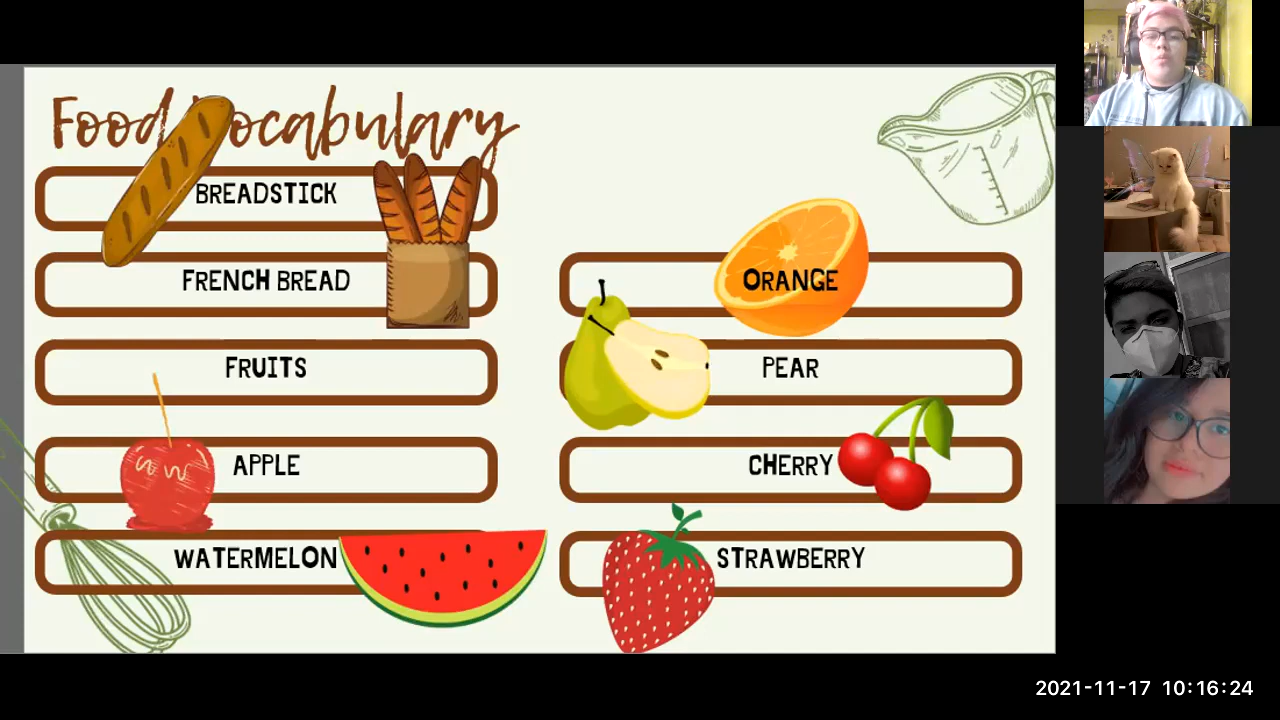 Food Vocabulary
BREADSTICK
FRENCH BREAD
FRUITS
APPLE
WATERMELON
ORANGE
PEAR
CHERRY
STRAWBERRY
2021-11-17 10:16:24